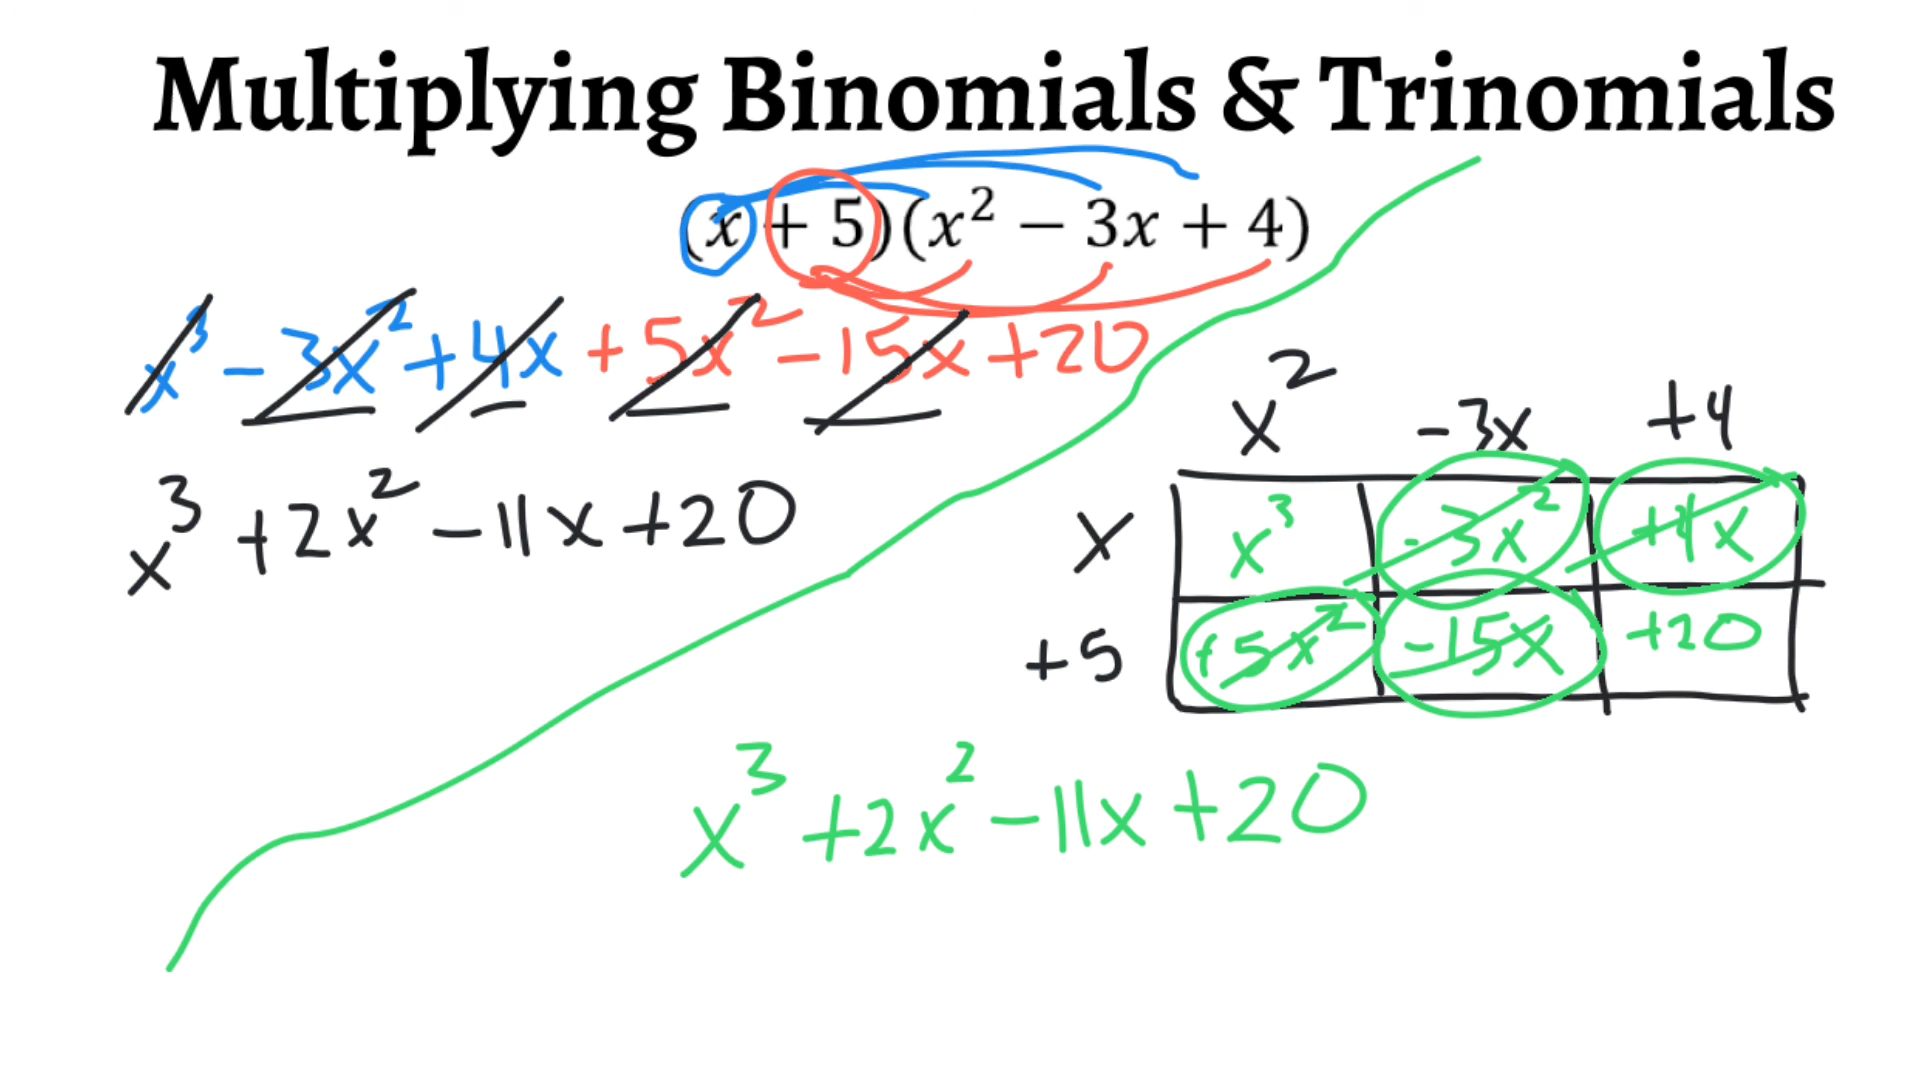 Multiplying Binomials & Trinomials
(x + 5)(x² − 3x + 4)
x³ − 3x² + 4x + 5x² − 15x + 20
x³ + 2x² − 11x + 20
x² −3x +4
x x³ −3x² +4x
+5 +5x² −15x +20
x³ + 2x² − 11x + 20